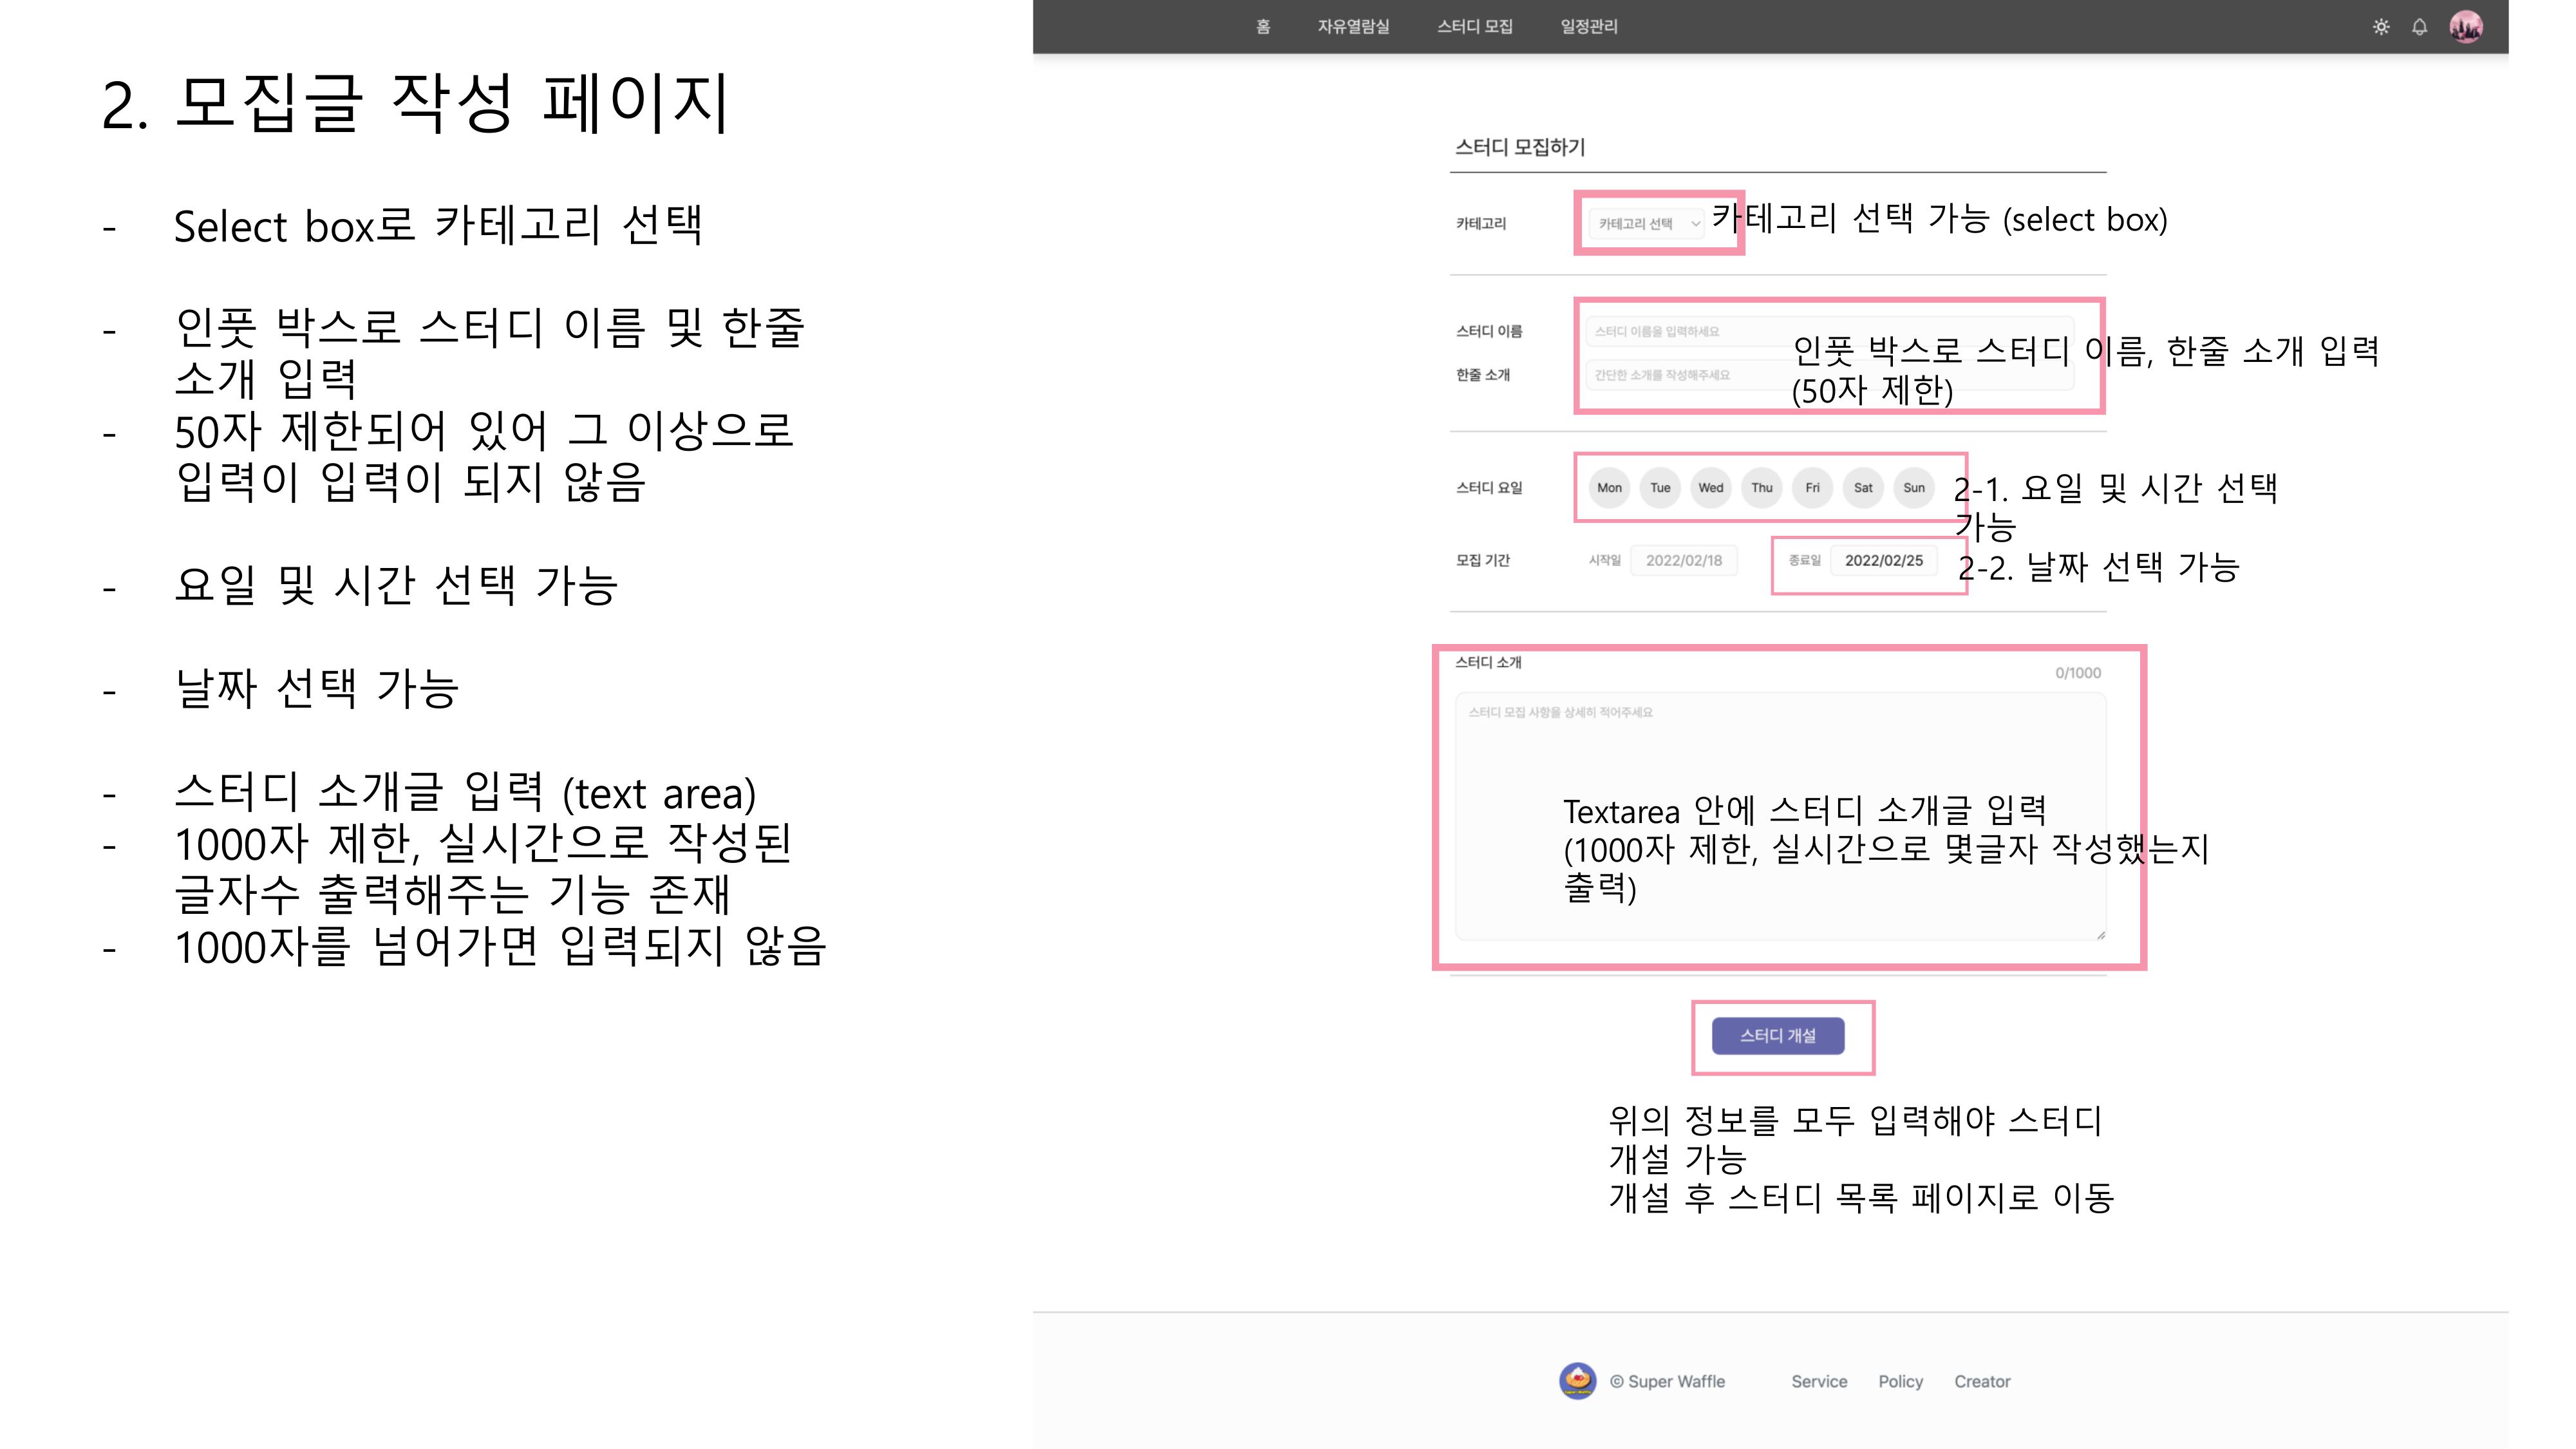 2. 모집글 작성 페이지
- Select box로 카테고리 선택
- 인풋 박스로 스터디 이름 및 한줄
소개 입력
- 50자 제한되어 있어 그 이상으로
입력이 입력이 되지 않음
- 요일 및 시간 선택 가능
- 날짜 선택 가능
- 스터디 소개글 입력 (text area)
- 1000자 제한, 실시간으로 작성된
글자수 출력해주는 기능 존재
- 1000자를 넘어가면 입력되지 않음
홈 자유열람실 스터디 모집 일정관리
스터디 모집하기
카테고리 카테고리 선택 카테고리 선택 가능 (select box)
스터디 이름 스터디 이름을 입력하세요
인풋 박스로 스터디 이름, 한줄 소개 입력
한줄 소개 간단한 소개를 작성해주세요
(50자 제한)
스터디 요일 Mon Tue Wed Thu Fri Sat Sun 2-1. 요일 및 시간 선택
가능
모집 기간 시작일 2022/02/18 종료일 2022/02/25 2-2. 날짜 선택 가능
스터디 소개 0/1000
스터디 모집 사항을 상세히 적어주세요
Textarea 안에 스터디 소개글 입력
(1000자 제한, 실시간으로 몇글자 작성했는지
출력)
스터디 개설
위의 정보를 모두 입력해야 스터디
개설 가능
개설 후 스터디 목록 페이지로 이동
© Super Waffle Service Policy Creator